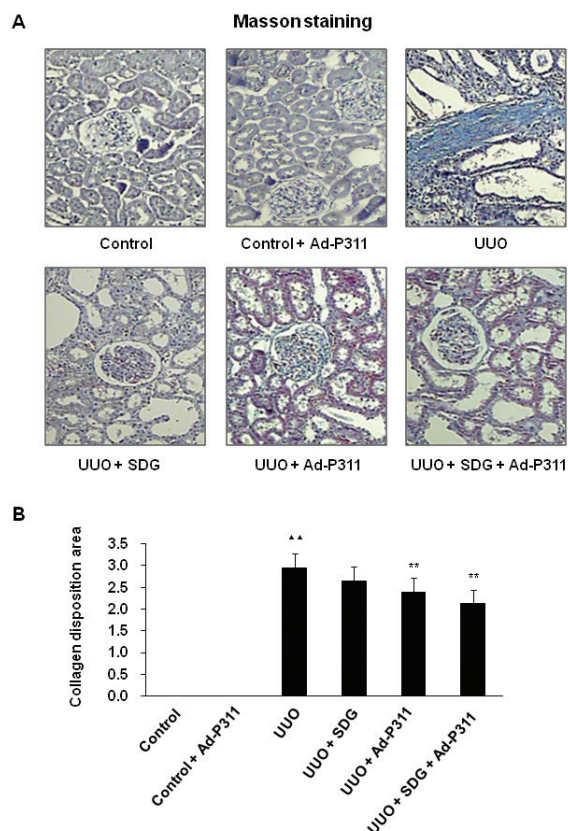 A
Masson staining
Control
Control + Ad-P311
UUO
UUO + SDG
UUO + Ad-P311
UUO + SDG + Ad-P311
B
Collagen disposition area
3.5
3.0
2.5
2.0
1.5
1.0
0.5
0.0
▲▲
**
**
Control
Control + Ad-P311
UUO
UUO + SDG
UUO + Ad-P311
UUO + SDG + Ad-P311